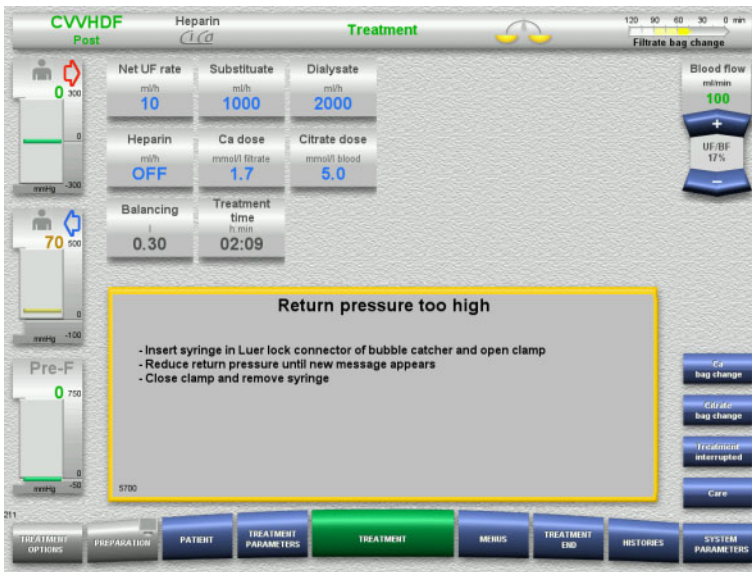 CVVHDF
Post
Heparin
Ci Ca
Treatment
120 90 60 30 0 min
Filtrate bag change
0 300
0
mmHg -300
70 500
0
mmHg -100
Pre-F
0 750
0
mmHg -50
Net UF rate
ml/h
10
Substituate
ml/h
1000
Dialysate
ml/h
2000
Heparin
ml/h
OFF
Ca dose
mmol/l filtrate
1.7
Citrate dose
mmol/l blood
5.0
Balancing
l
0.30
Treatment
time
h:min
02:09
Blood flow
ml/min
100
+
UF/BF
17%
−
Return pressure too high
- Insert syringe in Luer lock connector of bubble catcher and open clamp
- Reduce return pressure until new message appears
- Close clamp and remove syringe
5700
Ca
bag change
Citrate
bag change
Treatment
interrupted
Care
211
TREATMENT
OPTIONS
PREPARATION
PATIENT
TREATMENT
PARAMETERS
TREATMENT
MENUS
TREATMENT
END
HISTORIES
SYSTEM
PARAMETERS